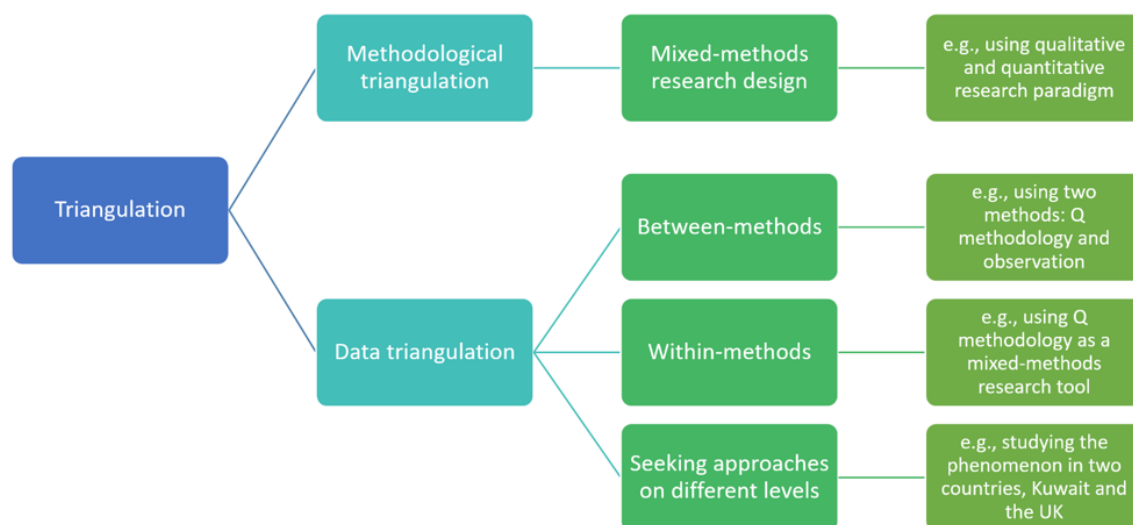 Methodological
triangulation
Mixed-methods
research design
e.g., using qualitative
and quantitative
research paradigm
Triangulation
Between-methods
e.g., using two
methods: Q
methodology and
observation
Data triangulation
Within-methods
e.g., using Q
methodology as a
mixed-methods
research tool
Seeking approaches
on different levels
e.g., studying the
phenomenon in two
countries, Kuwait and
the UK